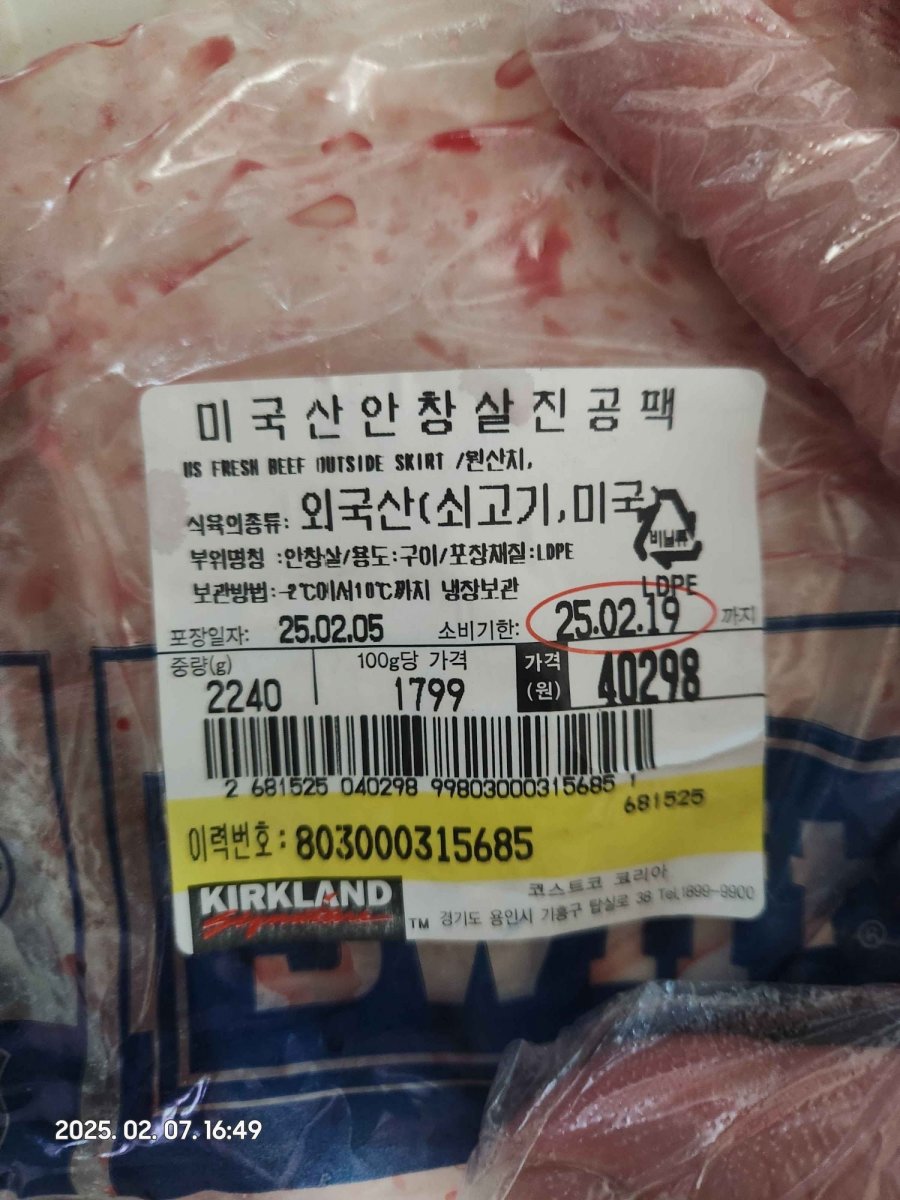 미국산안창살진공팩
US FRESH BEEF OUTSIDE SKIRT /원산지,
식육의종류: 외국산(쇠고기,미국
비닐류
부위명칭 :안창살/용도:구이/포장재질:LDPE
보관방법:-2℃이서10℃까지 냉장보관
LDPE
포장일자: 25.02.05 소비기한: 25.02.19 까지
중량(g) 100g당 가격 가격
2240 1799 (원) 40298
2 681525 040298 998030003156851
681525
이력번호: 803000315685
KIRKLAND
Signature TM
코스트코 코리아
경기도 용인시 기흥구 탑실로 38 Tel.1899-9900
®
2025. 02. 07. 16:49